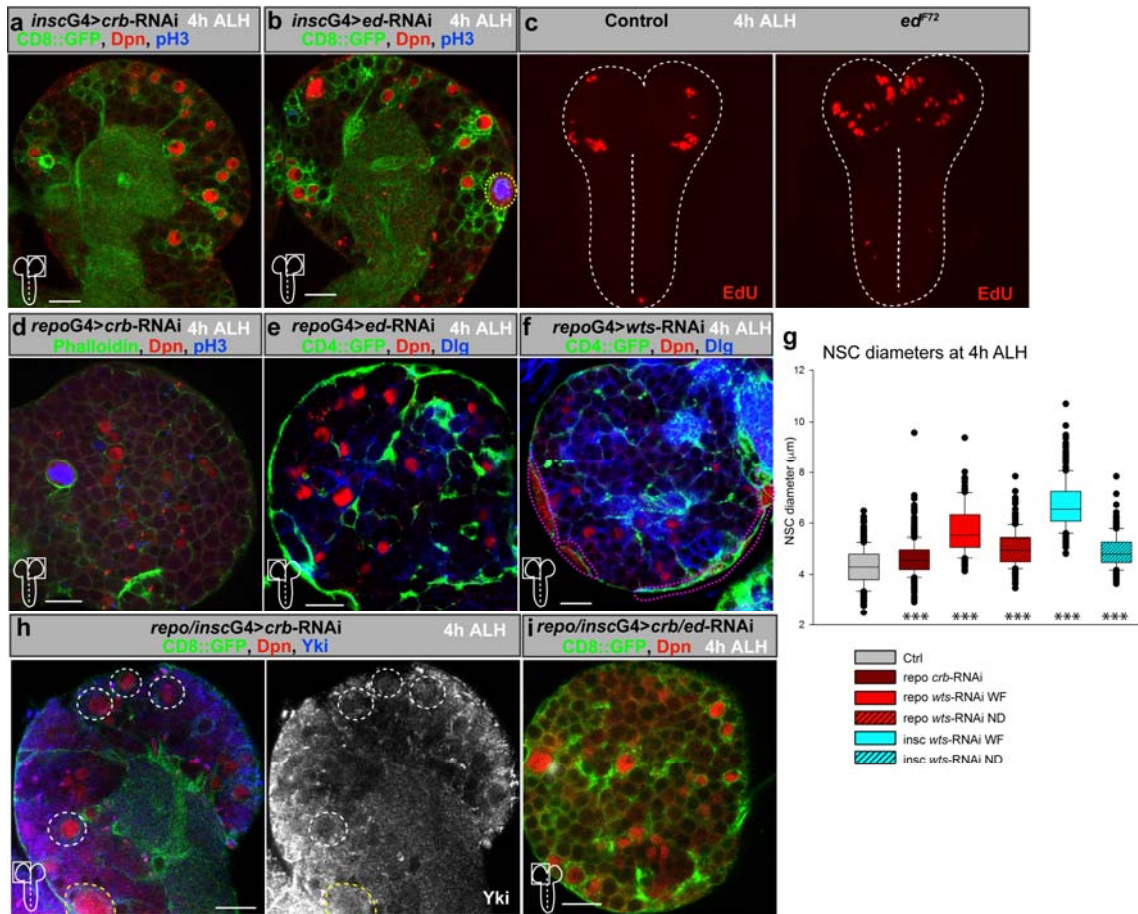 a inscG4>crb-RNAi 4h ALH
CD8::GFP, Dpn, pH3
b inscG4>ed-RNAi 4h ALH
CD8::GFP, Dpn, pH3
c Control 4h ALH edF72
EdU
EdU
d repoG4>crb-RNAi 4h ALH
Phalloidin, Dpn, pH3
e repoG4>ed-RNAi 4h ALH
CD4::GFP, Dpn, Dlg
f repoG4>wts-RNAi 4h ALH
CD4::GFP, Dpn, Dlg
g
NSC diameters at 4h ALH
NSC diameter (μm)
12
10
8
6
4
2
*** *** *** *** ***
Ctrl
repo crb-RNAi
repo wts-RNAi WF
repo wts-RNAi ND
insc wts-RNAi WF
insc wts-RNAi ND
h repo/inscG4>crb-RNAi 4h ALH
CD8::GFP, Dpn, Yki
Yki
i repo/inscG4>crb/ed-RNAi
CD8::GFP, Dpn 4h ALH